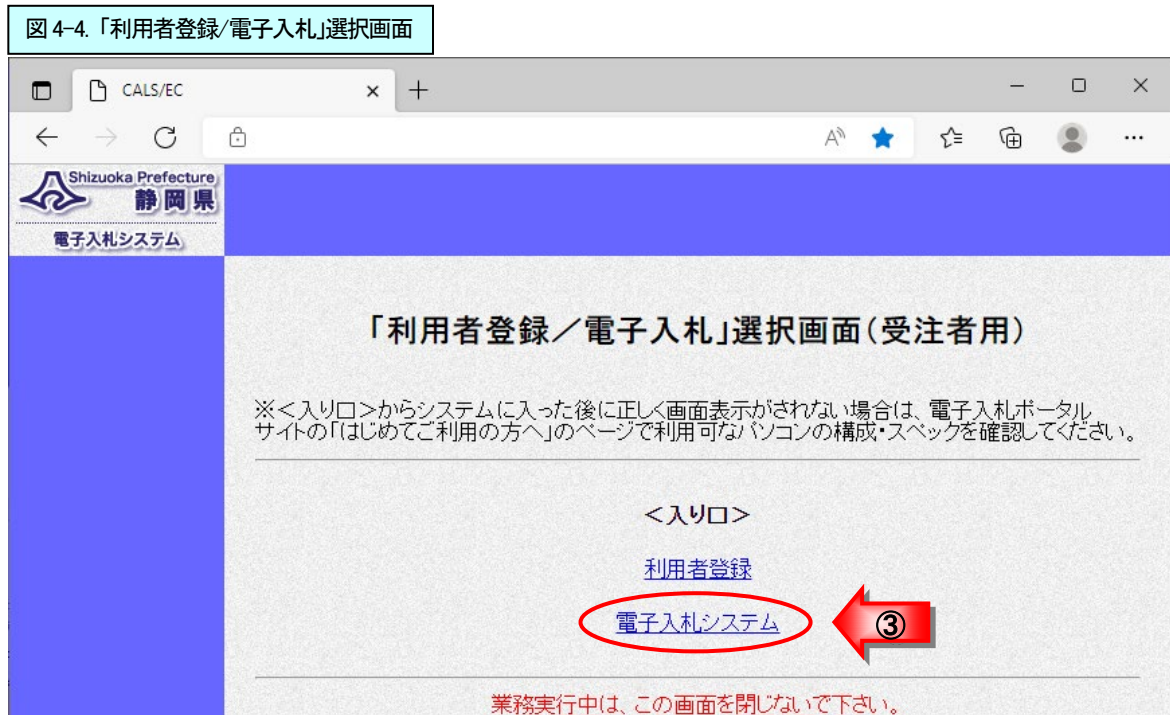 図 4-4. 「利用者登録/電子入札」選択画面
CALS/EC
Shizuoka Prefecture
静岡県
電子入札システム
「利用者登録／電子入札」選択画面(受注者用)
※＜入り口＞からシステムに入った後に正しく画面表示がされない場合は、電子入札ポータル
サイトの「はじめてご利用の方へ」のページで利用可なパソコンの構成・スペックを確認してください。
＜入り口＞
利用者登録
電子入札システム
③
業務実行中は、この画面を閉じないで下さい。